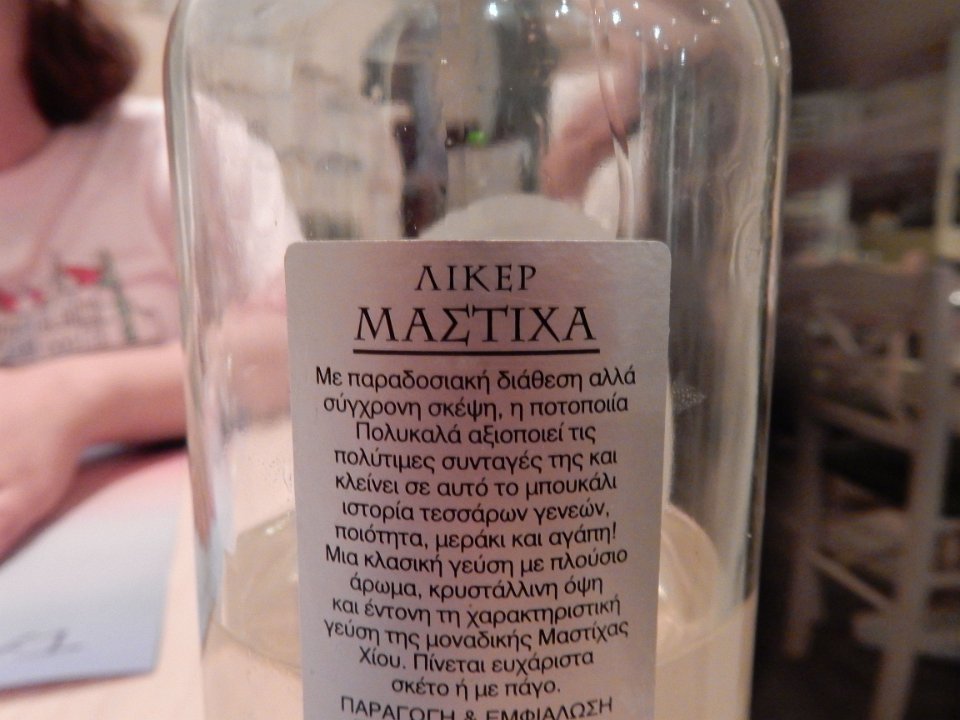 ΛΙΚΕΡ
ΜΑΣΤΙΧΑ
Με παραδοσιακή διάθεση αλλά
σύγχρονη σκέψη, η ποτοποιία
Πολυκαλά αξιοποιεί τις
πολύτιμες συνταγές της και
κλείνει σε αυτό το μπουκάλι
ιστορία τεσσάρων γενεών,
ποιότητα, μεράκι και αγάπη!
Μια κλασική γεύση με πλούσιο
άρωμα, κρυστάλλινη όψη
και έντονη τη χαρακτηριστική
γεύση της μοναδικής Μαστίχας
Χίου. Πίνεται ευχάριστα
σκέτο ή με πάγο.
ΠΑΡΑΓΩΓΗ & ΕΜΦΙΑΛΩΣΗ